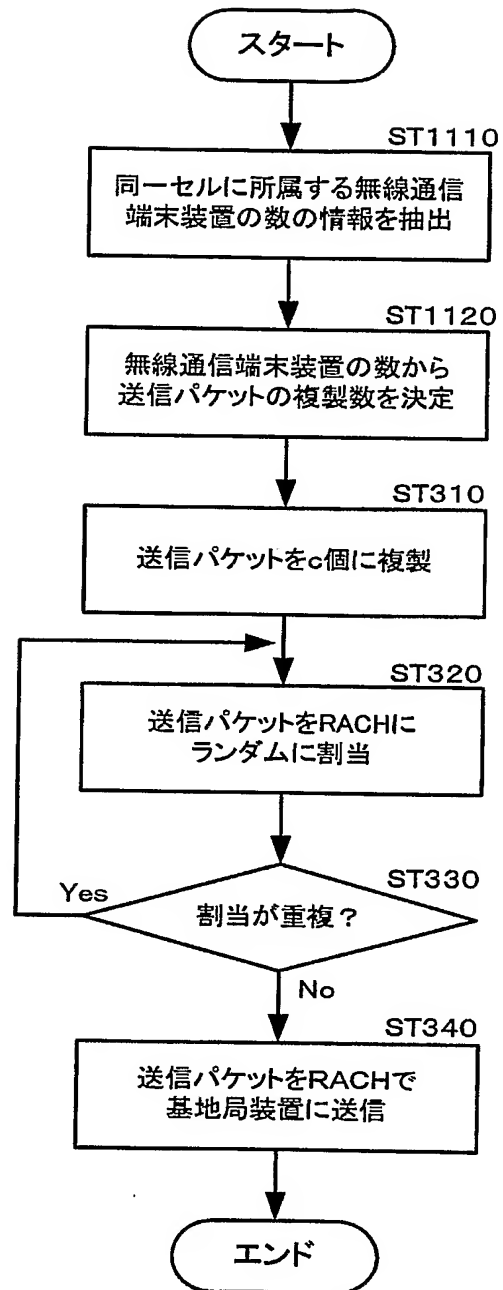 スタート
ST1110
同一セルに所属する無線通信
端末装置の数の情報を抽出
ST1120
無線通信端末装置の数から
送信パケットの複製数を決定
ST310
送信パケットをc個に複製
ST320
送信パケットをRACHに
ランダムに割当
ST330
Yes
割当が重複？
No
ST340
送信パケットをRACHで
基地局装置に送信
エンド